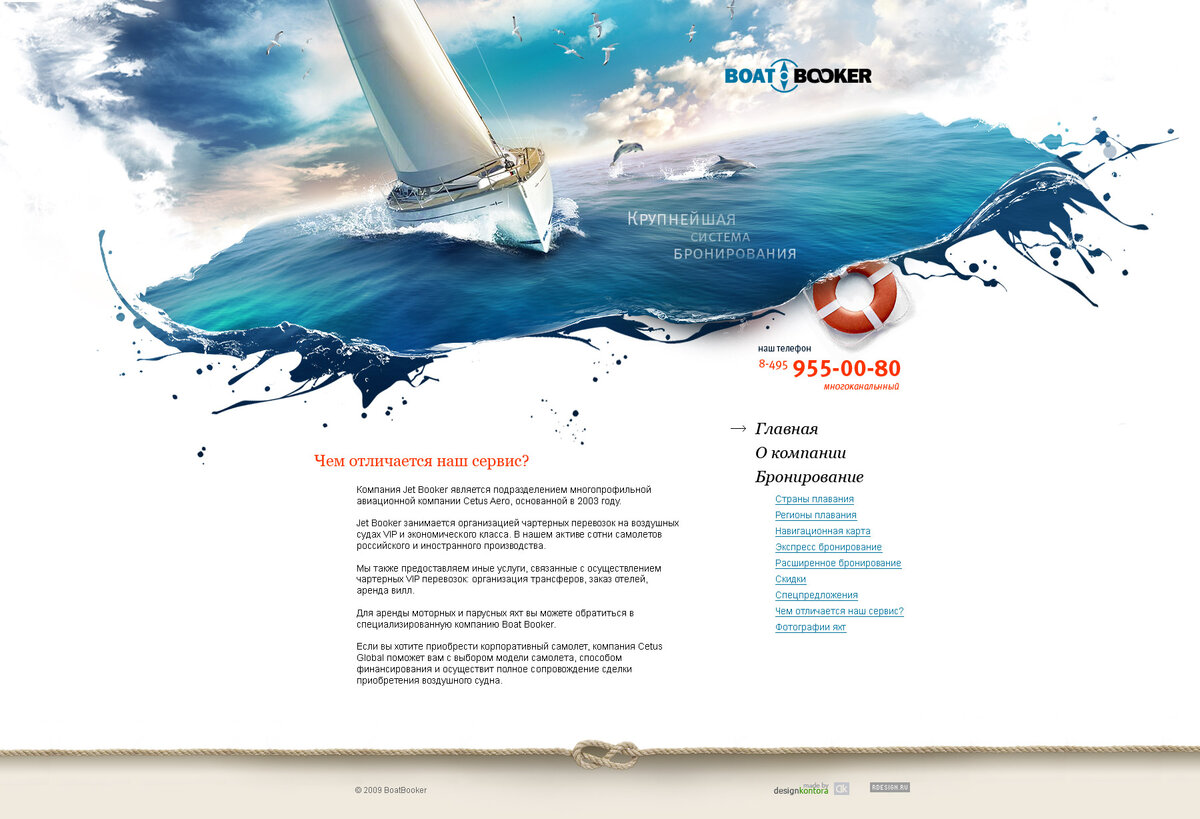 BOAT BOOKER
Крупнейшая
система
бронирования
наш телефон
8-495 955-00-80
многоканальный
Главная
О компании
Бронирование
Страны плавания
Регионы плавания
Навигационная карта
Экспресс бронирование
Расширенное бронирование
Скидки
Спецпредложения
Чем отличается наш сервис?
Фотографии яхт
Чем отличается наш сервис?
Компания Jet Booker является подразделением многопрофильной
авиационной компании Cetus Aero, основанной в 2003 году.
Jet Booker занимается организацией чартерных перевозок на воздушных
судах VIP и экономического класса. В нашем активе сотни самолетов
российского и иностранного производства.
Мы также предоставляем иные услуги, связанные с осуществлением
чартерных VIP перевозок: организация трансферов, заказ отелей,
аренда вилл.
Для аренды моторных и парусных яхт вы можете обратиться в
специализированную компанию Boat Booker.
Если вы хотите приобрести корпоративный самолет, компания Cetus
Global поможет вам с выбором модели самолета, способом
финансирования и осуществит полное сопровождение сделки
приобретения воздушного судна.
© 2009 BoatBooker
made by
designkontora
dk
RDESIGN.RU